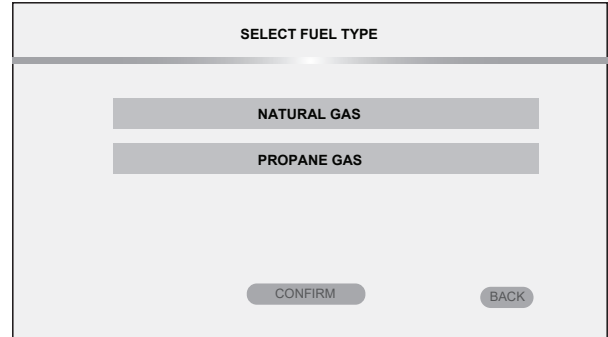 SELECT FUEL TYPE
NATURAL GAS
PROPANE GAS
CONFIRM
BACK